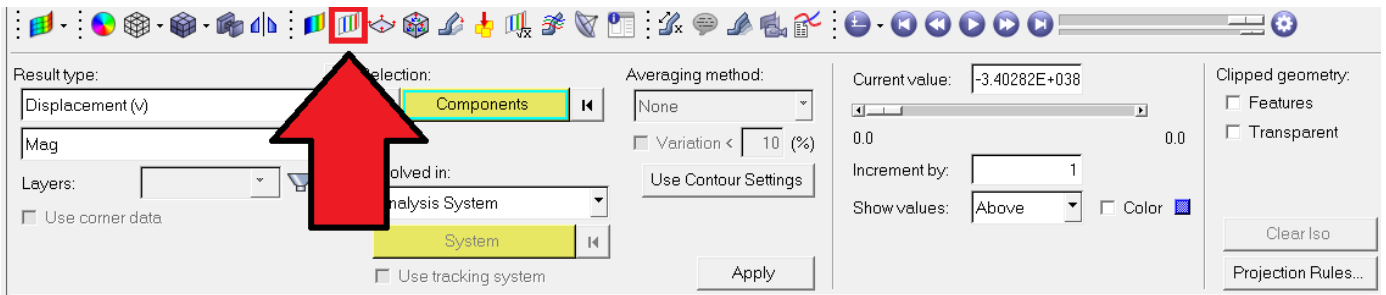 Result type:
Displacement (v)
Mag
Layers:
Use corner data
election:
Components
olved in:
nalysis System
System
Use tracking system
Averaging method:
None
Variation < 10 (%)
Use Contour Settings
Apply
Current value: -3.40282E+038
0.0 0.0
Increment by: 1
Show values: Above Color
Clipped geometry:
Features
Transparent
Clear Iso
Projection Rules...